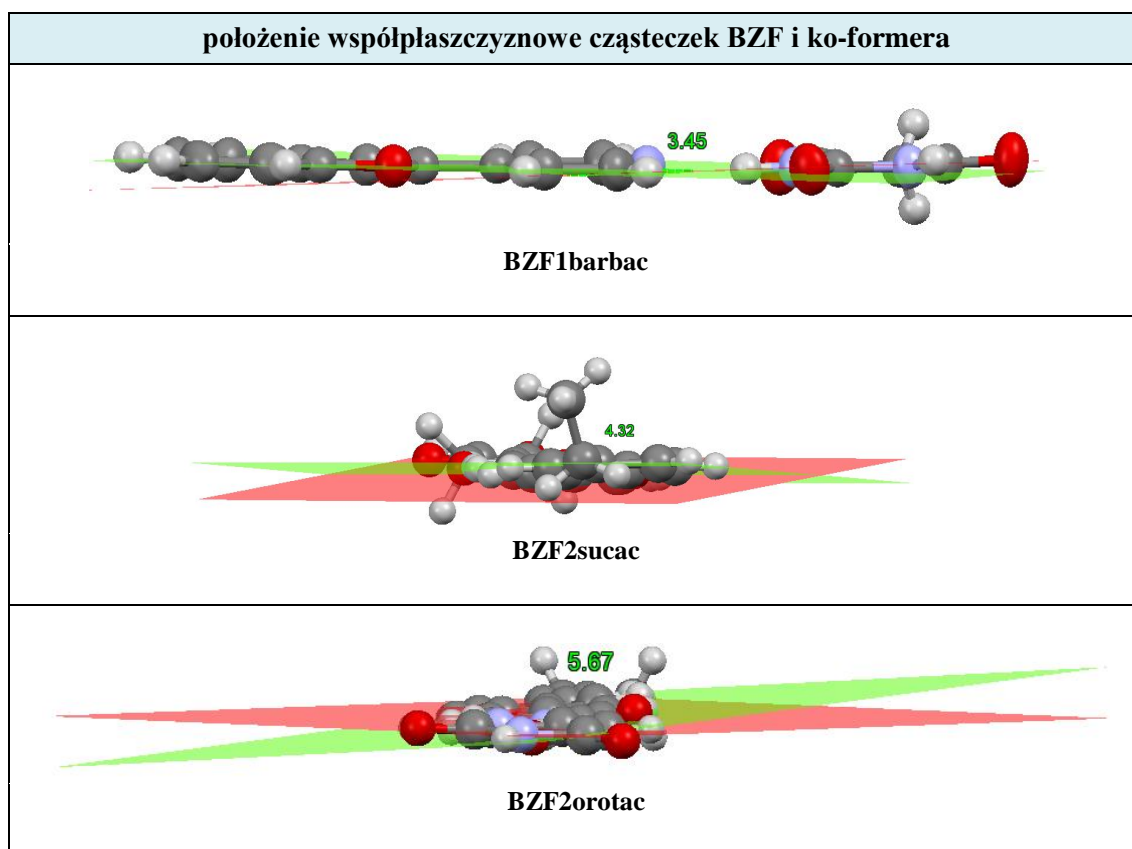 położenie współpłaszczyznowe cząsteczek BZF i ko-formera
3.45
BZF1barbac
4.32
BZF2sucac
5.67
BZF2orotac